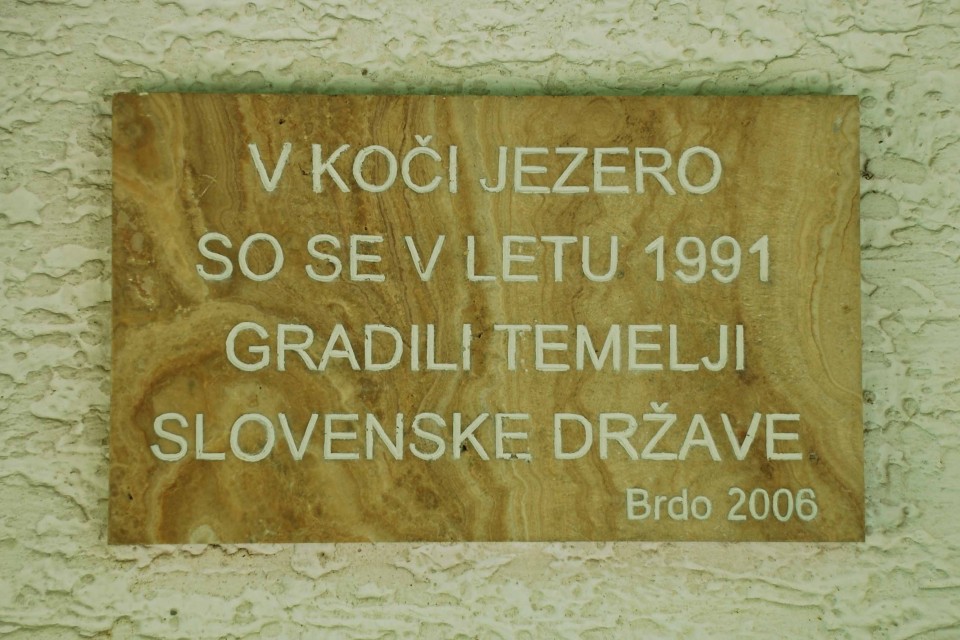 V KOČI JEZERO
SO SE V LETU 1991
GRADILI TEMELJI
SLOVENSKE DRŽAVE
Brdo 2006